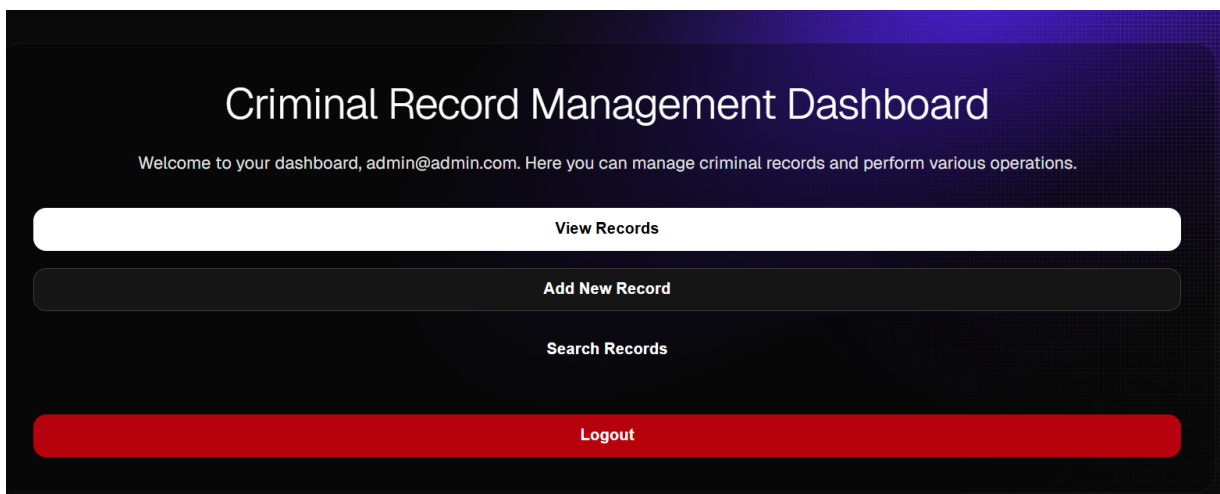 Criminal Record Management Dashboard
Welcome to your dashboard, admin@admin.com. Here you can manage criminal records and perform various operations.
View Records
Add New Record
Search Records
Logout